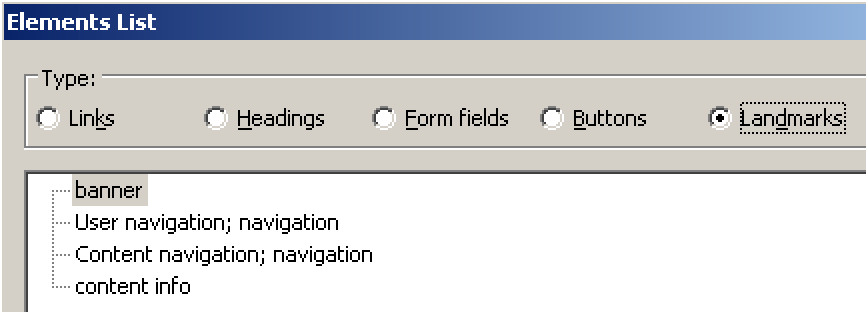 Elements List
Type:
Links Headings Form fields Buttons Landmarks
banner
User navigation; navigation
Content navigation; navigation
content info